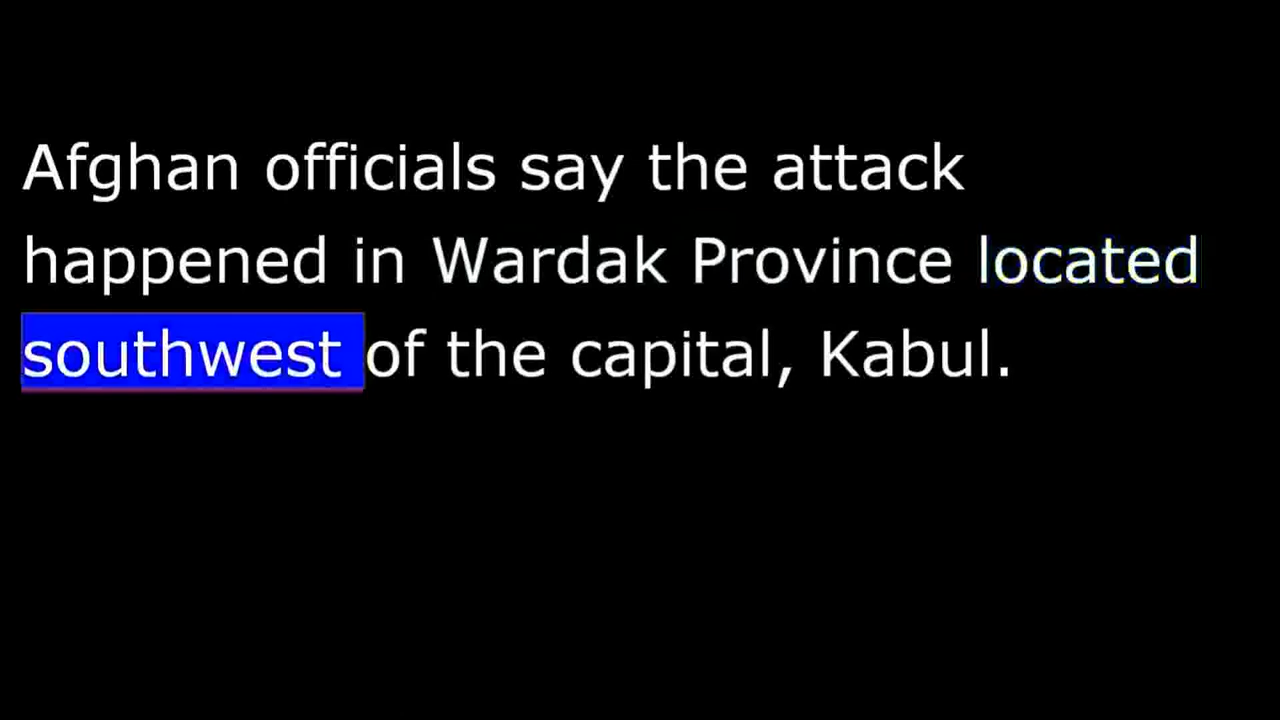 Afghan officials say the attack
happened in Wardak Province located
southwest of the capital, Kabul.